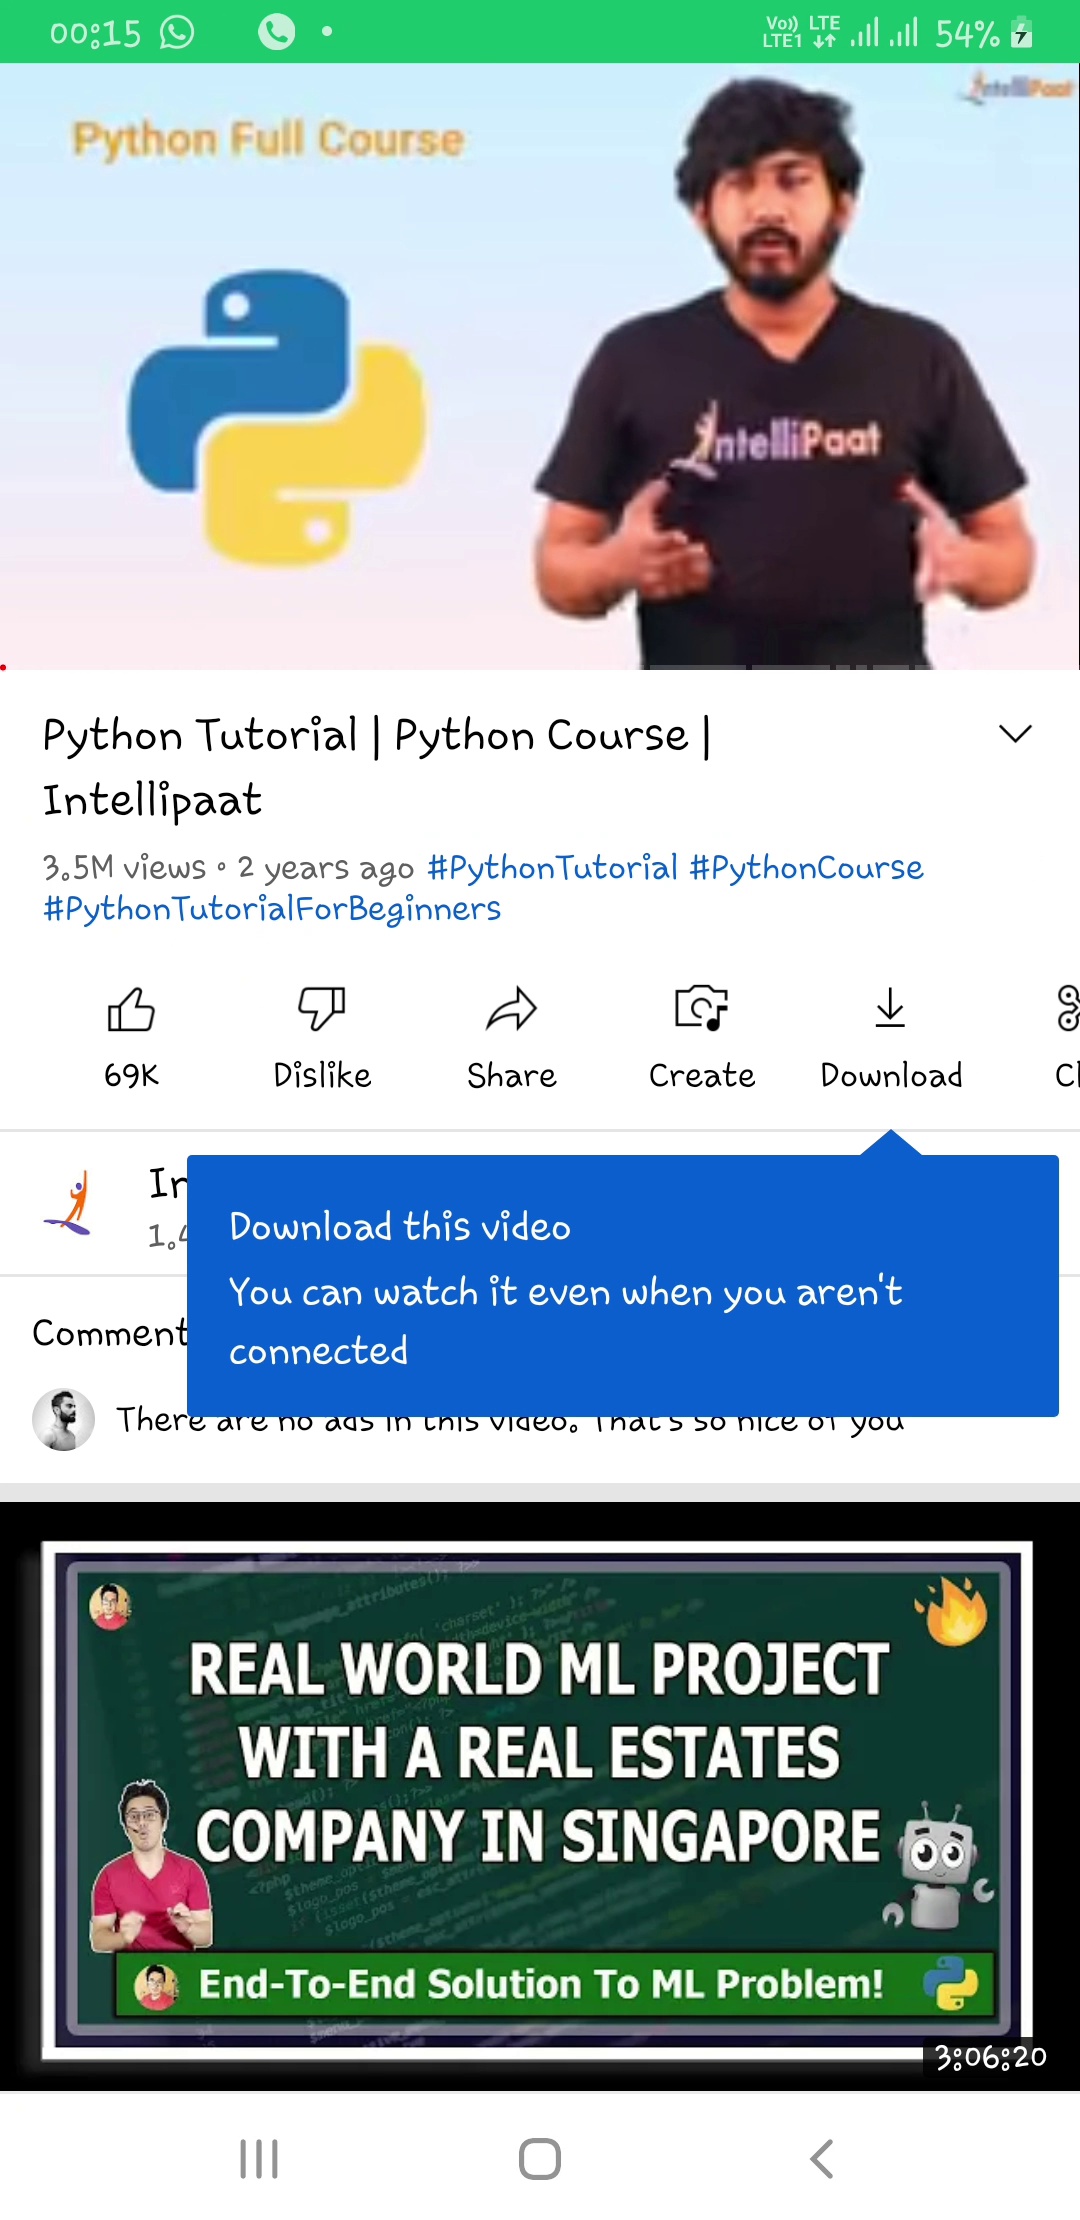 00:15
Vo)) LTE
LTE1
54%
IntelliPaat
Python Full Course
IntelliPaat
Python Tutorial | Python Course |
Intellipaat
3.5M views • 2 years ago #PythonTutorial #PythonCourse
#PythonTutorialForBeginners
69K
Dislike
Share
Create
Download
Download this video
You can watch it even when you aren't
connected
Comment
There are no ads in this video. That's so nice of you
REAL WORLD ML PROJECT
WITH A REAL ESTATES
COMPANY IN SINGAPORE
End-To-End Solution To ML Problem!
3:06:20